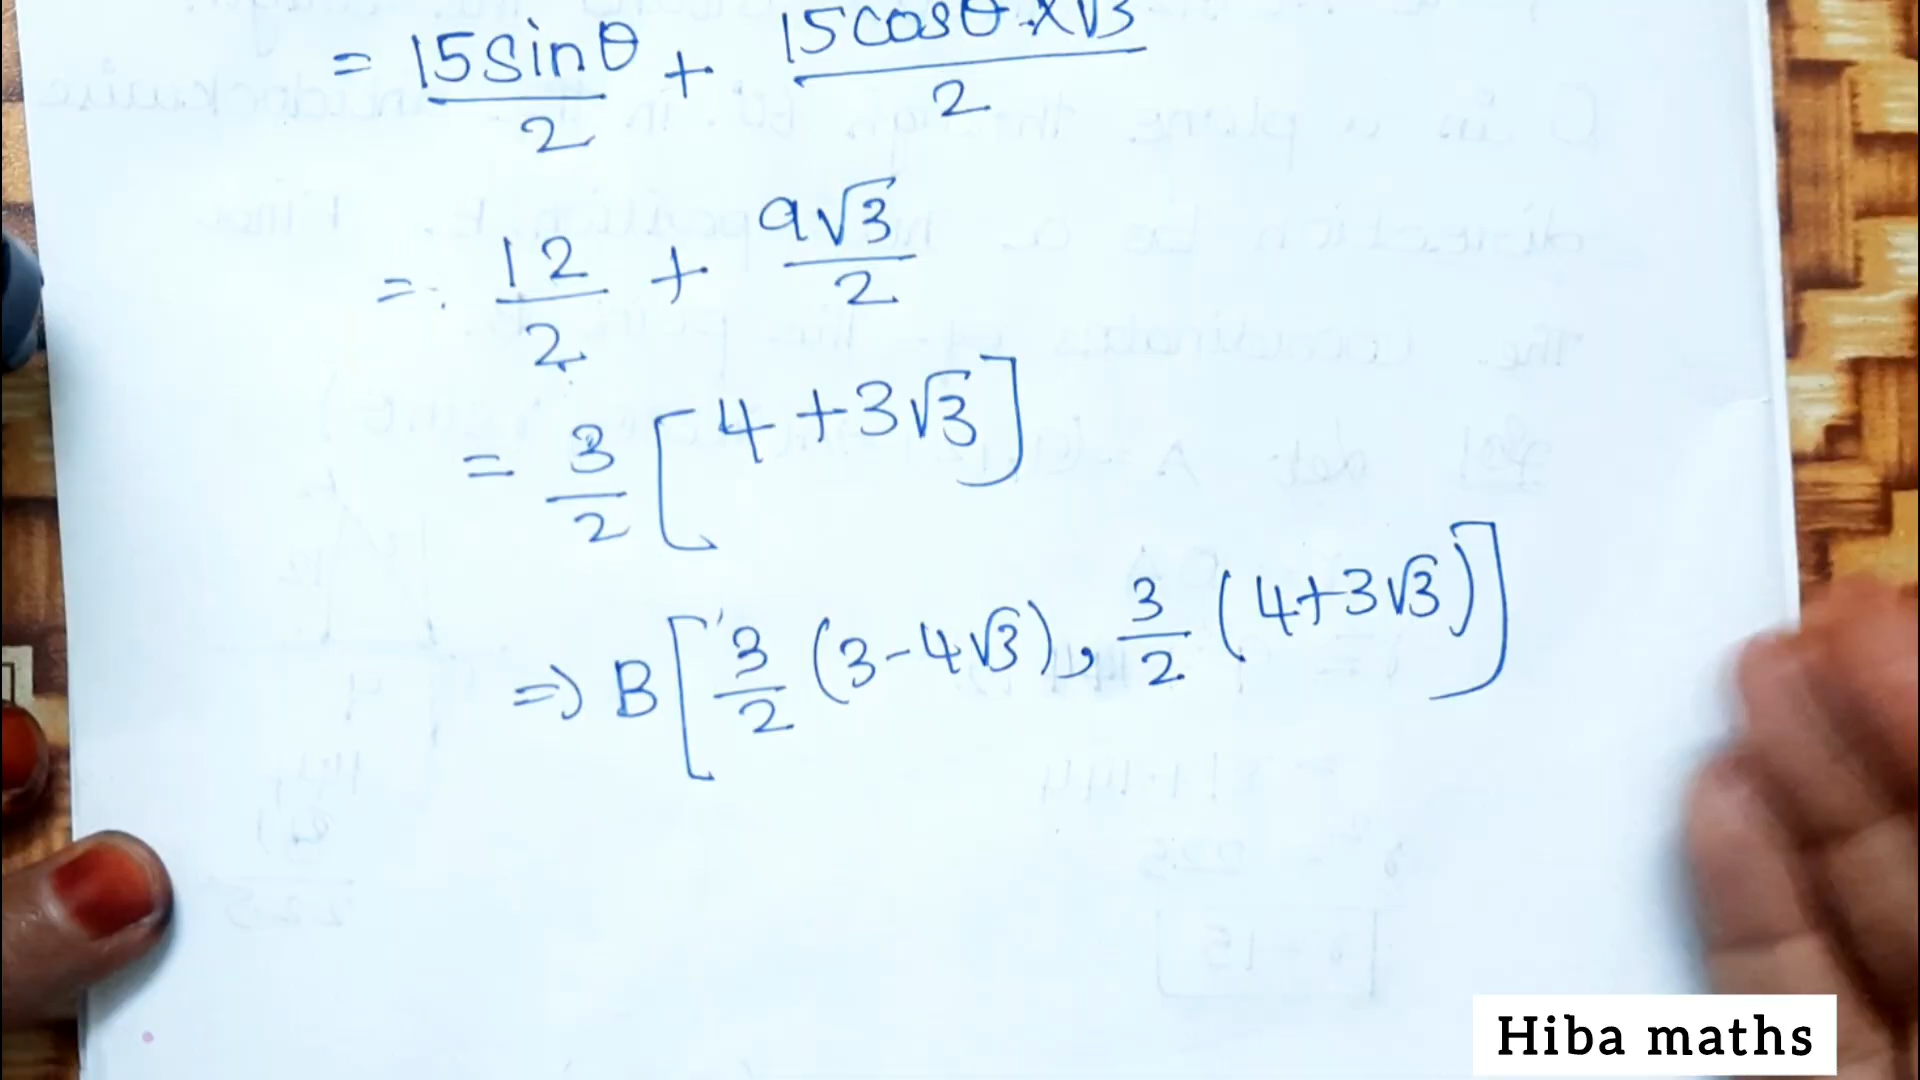 = 15sinθ/2 + 15cosθ×√3/2
= 12/2 + 9√3/2
= 3/2 [4+3√3]
⇒ B[3/2 (3-4√3), 3/2 (4+3√3)]
Hiba maths